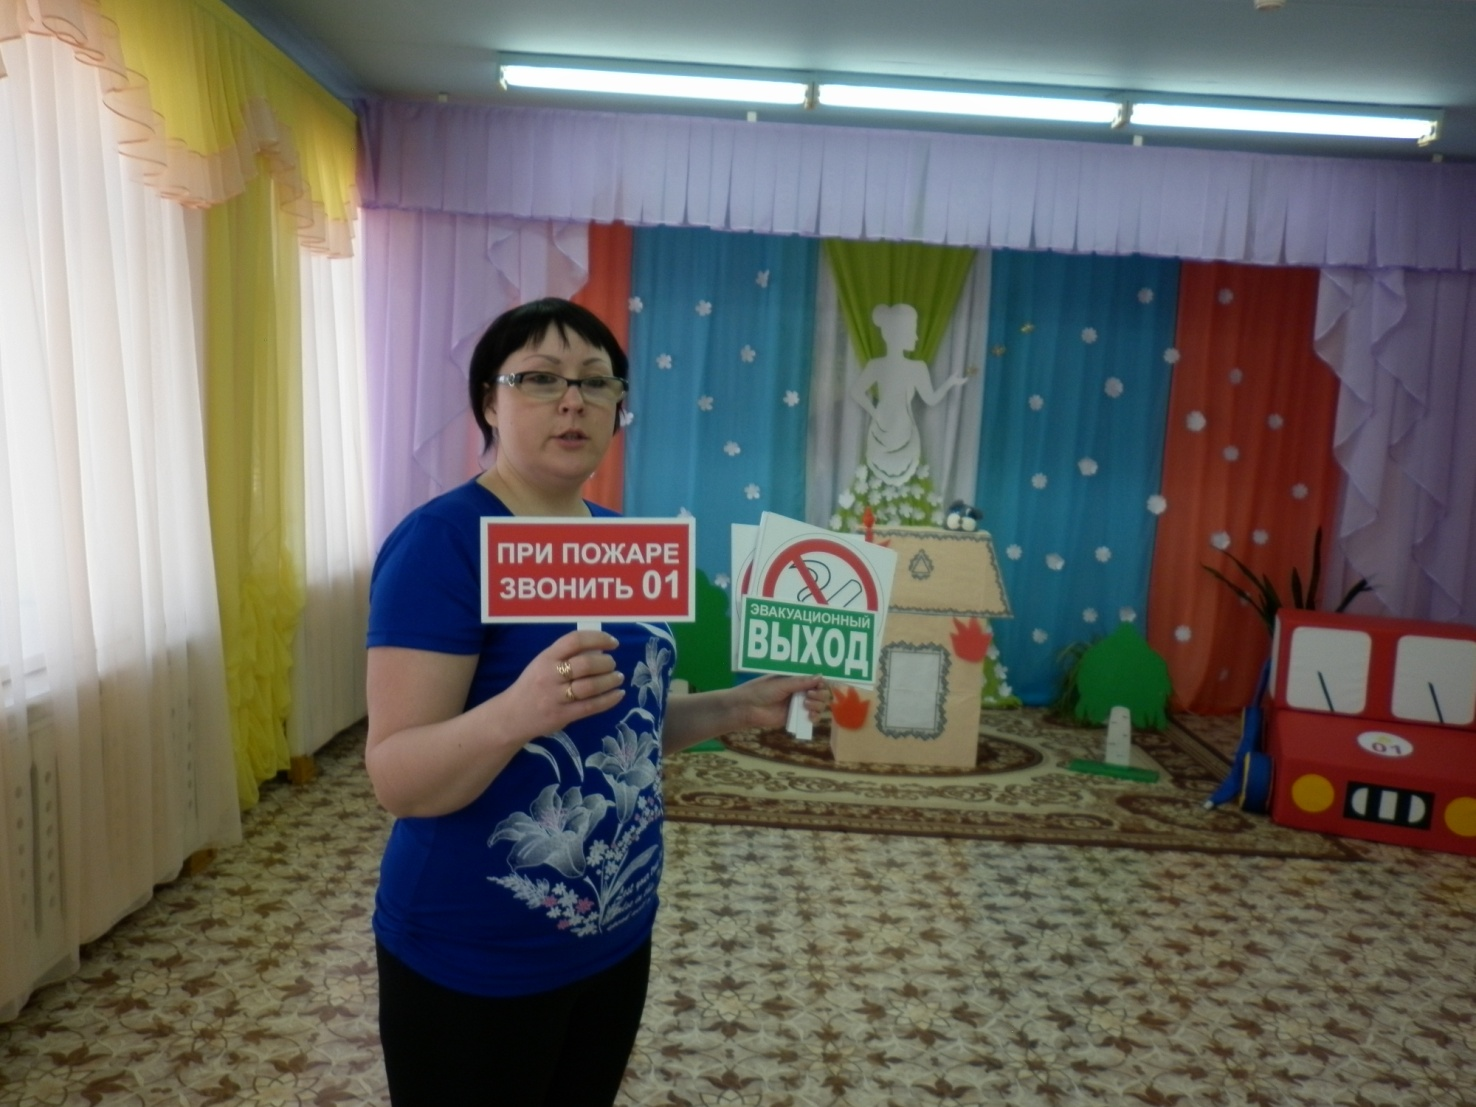 ПРИ ПОЖАРЕ
ЗВОНИТЬ 01
ЭВАКУАЦИОННЫЙ
ВЫХОД
01